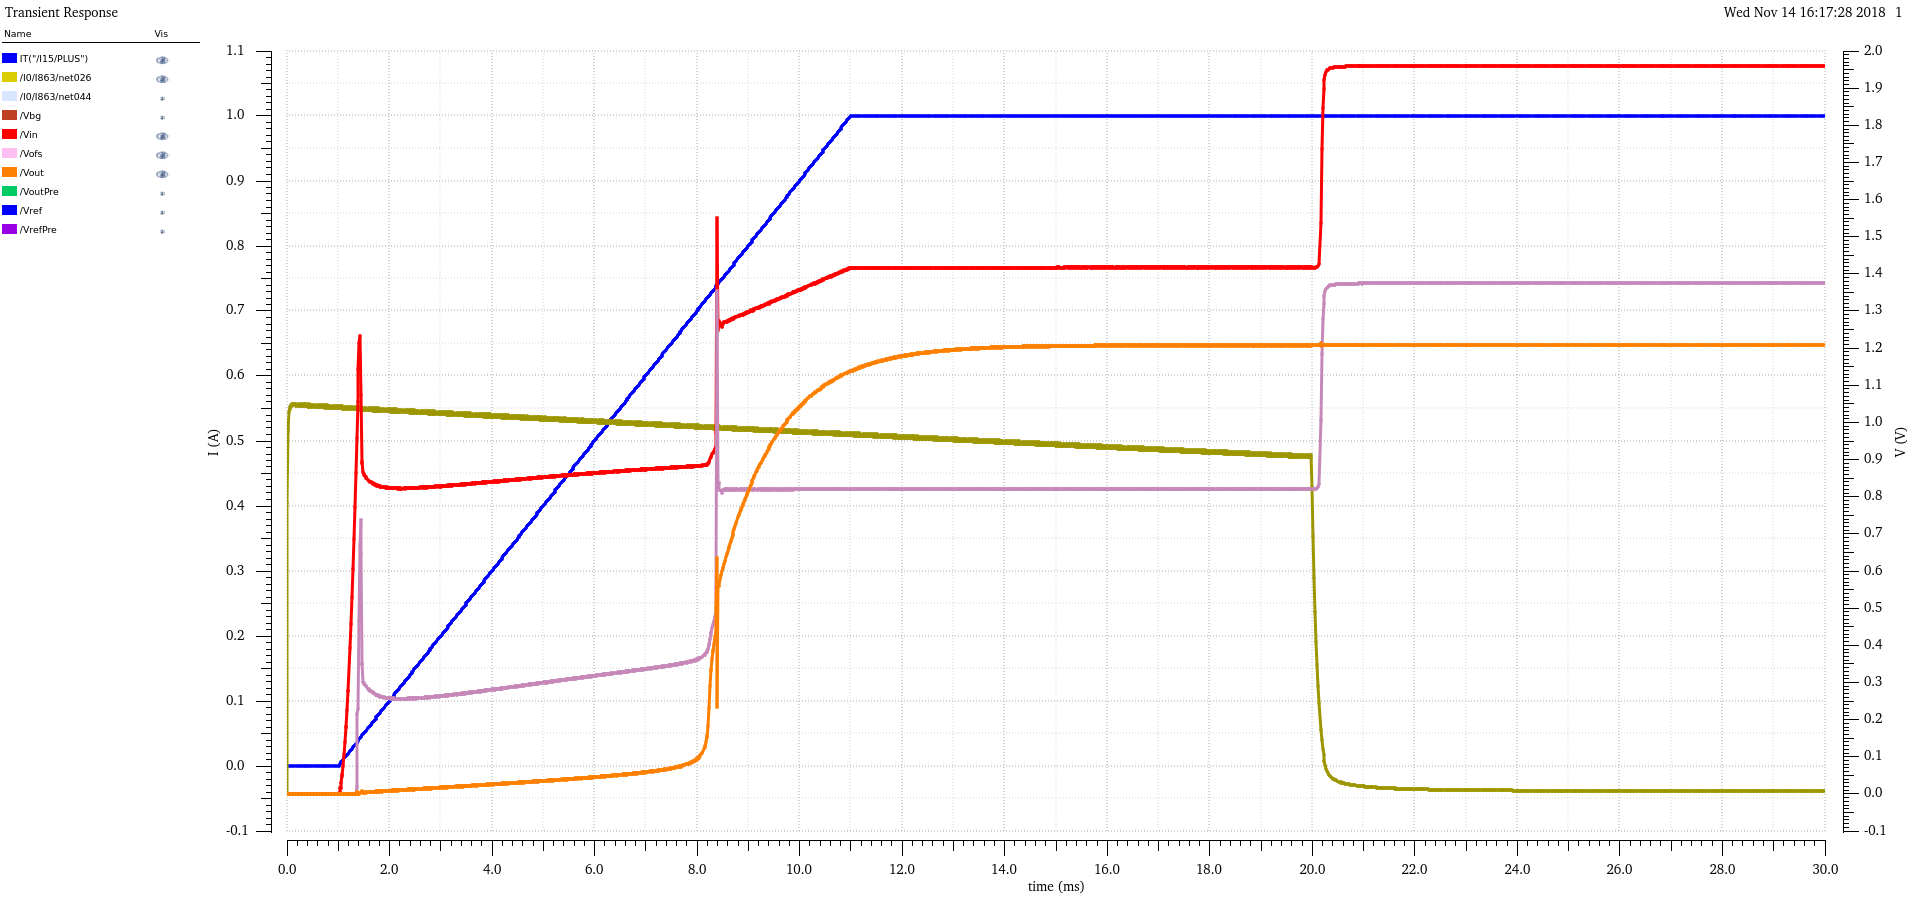 Transient Response
Wed Nov 14 16:17:28 2018 1
Name Vis
IT("/I15/PLUS")
/I0/I863/net026
/I0/I863/net044
/Vbg
/Vin
/Vofs
/Vout
/VoutPre
/Vref
/VrefPre
1.1
1.0
0.9
0.8
0.7
0.6
0.5
0.4
0.3
0.2
0.1
0.0
-0.1
I (A)
2.0
1.9
1.8
1.7
1.6
1.5
1.4
1.3
1.2
1.1
1.0
0.9
0.8
0.7
0.6
0.5
0.4
0.3
0.2
0.1
0.0
-0.1
V (V)
0.0 2.0 4.0 6.0 8.0 10.0 12.0 14.0 16.0 18.0 20.0 22.0 24.0 26.0 28.0 30.0
time (ms)